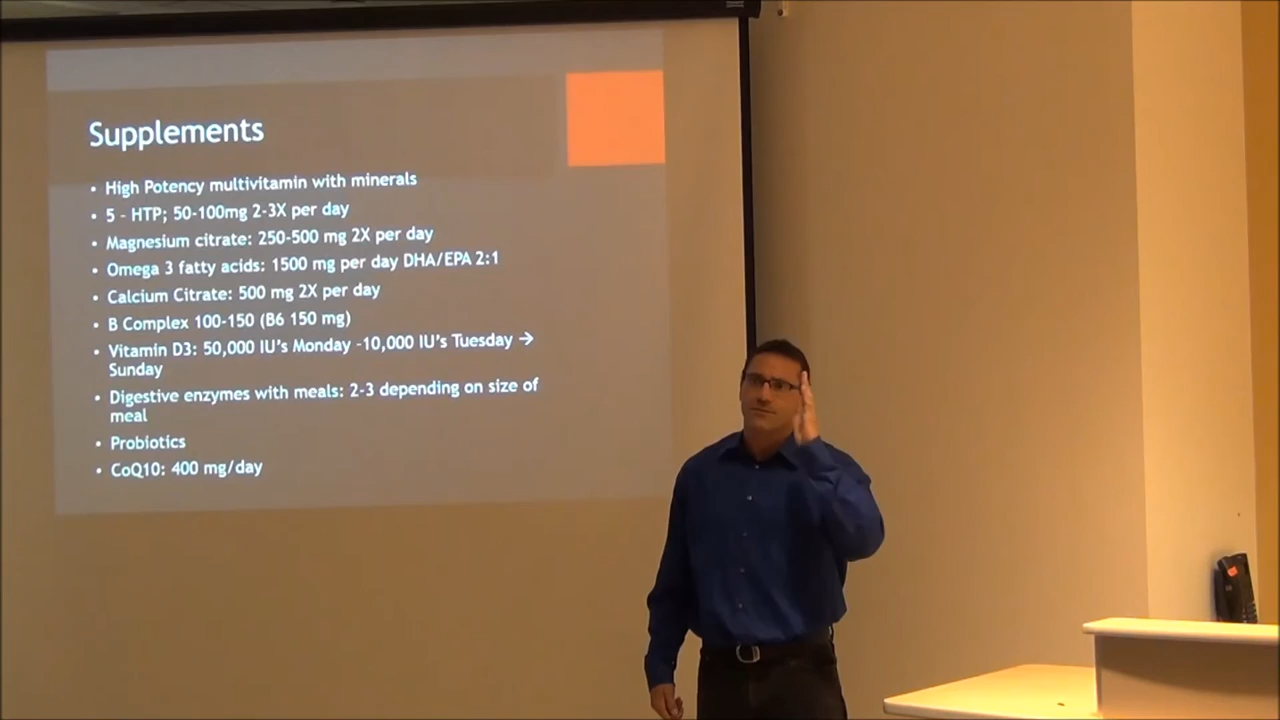 Supplements
• High Potency multivitamin with minerals
• 5 - HTP; 50-100mg 2-3X per day
• Magnesium citrate: 250-500 mg 2X per day
• Omega 3 fatty acids: 1500 mg per day DHA/EPA 2:1
• Calcium Citrate: 500 mg 2X per day
• B Complex 100-150 (B6 150 mg)
• Vitamin D3: 50,000 IU's Monday -10,000 IU's Tuesday →
Sunday
• Digestive enzymes with meals: 2-3 depending on size of
meal
• Probiotics
• CoQ10: 400 mg/day